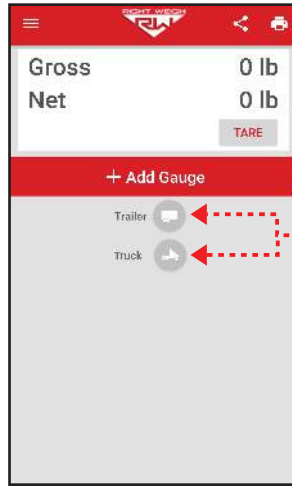 RIGHT WEIGH
RW
Gross 0 lb
Net 0 lb
TARE
+ Add Gauge
Trailer
Truck